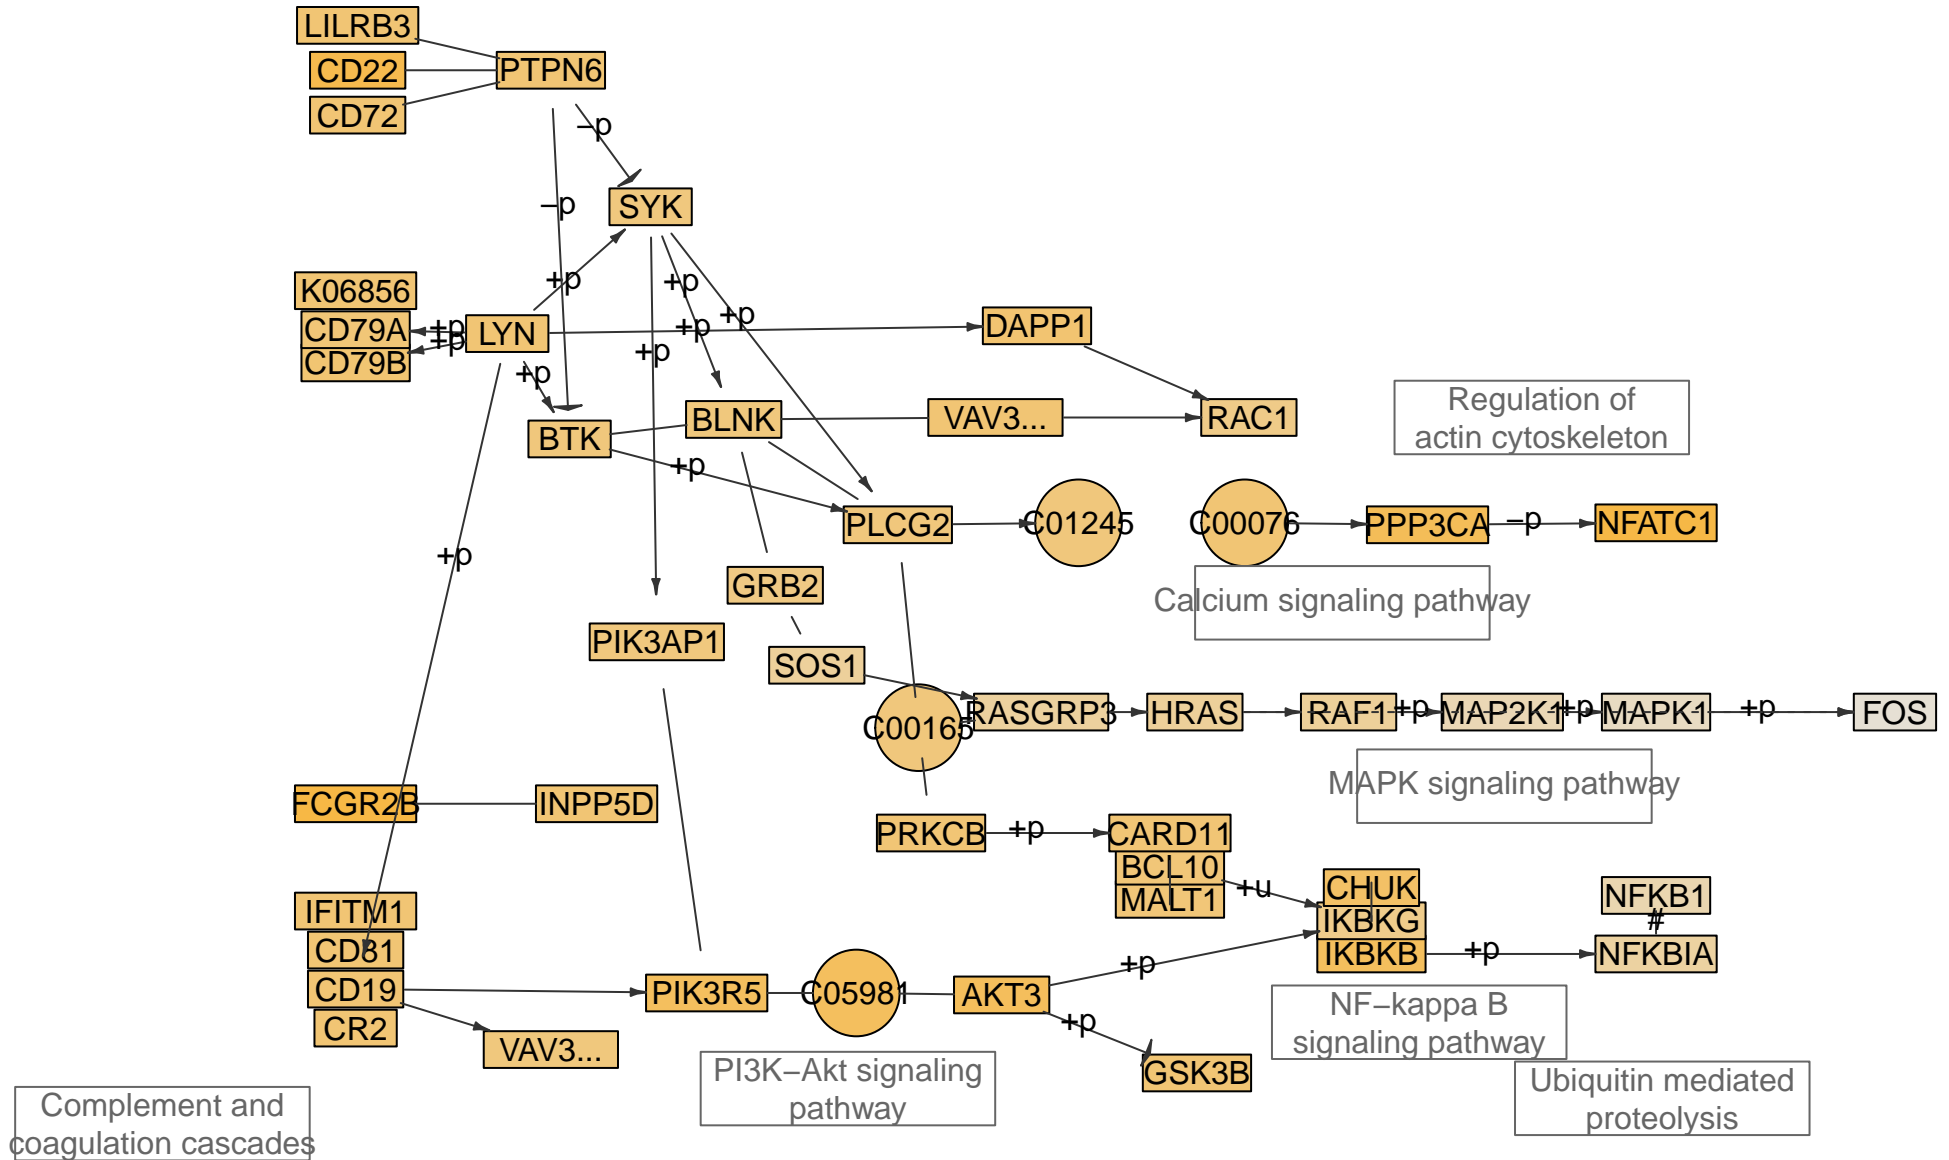 LILRB3
CD22
PTPN6
CD72
–p
–p
SYK
+p
+p
K06856
CD79A
+p
+p
LYN
CD79B
+p
+p
+p
+p
DAPP1
BTK
BLNK
VAV3...
RAC1
Regulation of
actin cytoskeleton
+p
PLCG2
C01245
C00076
PPP3CA
–p
NFATC1
+p
GRB2
Calcium signaling pathway
PIK3AP1
SOS1
C00165
RASGRP3
HRAS
RAF1
+p
MAP2K1
+p
MAPK1
+p
FOS
MAPK signaling pathway
FCGR2B
INPP5D
PRKCB
+p
CARD11
BCL10
MALT1
+u
CHUK
IKBKG
IKBKB
+p
NFKB1
#
NFKBIA
IFITM1
CD81
CD19
CR2
VAV3...
PIK3R5
C05981
AKT3
+p
+p
GSK3B
NF–kappa B
signaling pathway
PI3K–Akt signaling
pathway
Ubiquitin mediated
proteolysis
Complement and
coagulation cascades